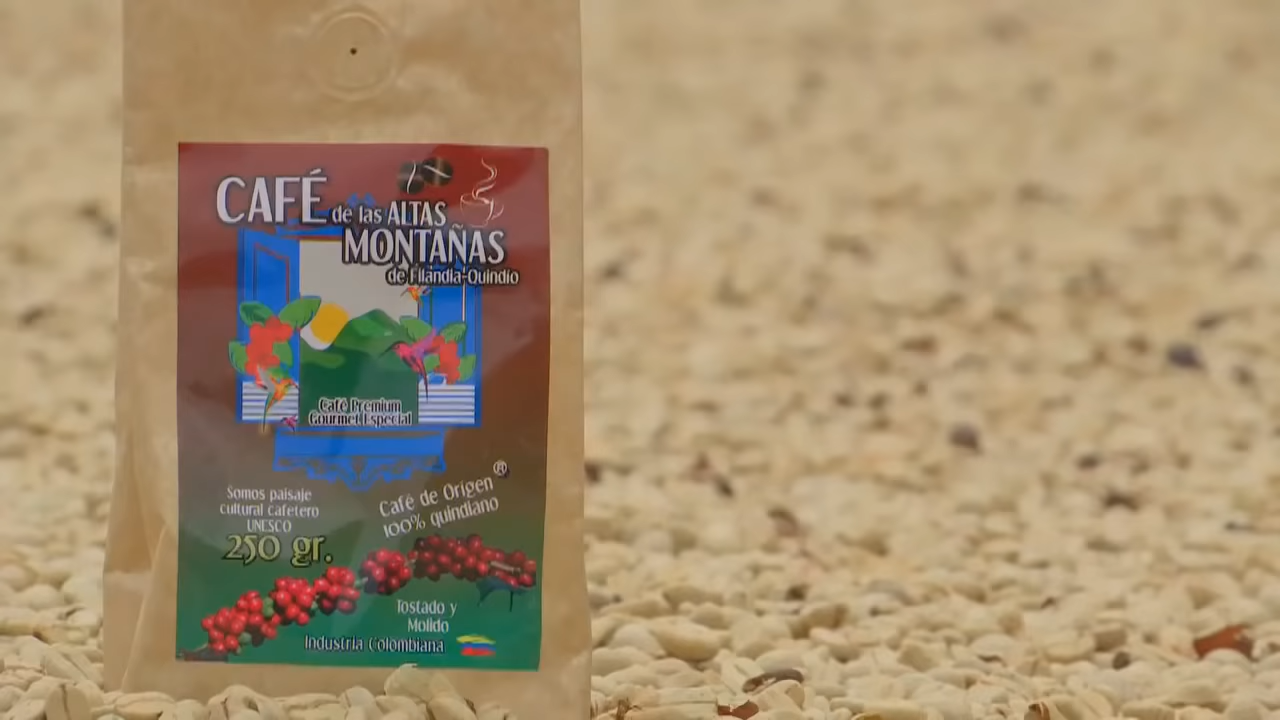 CAFÉ de las ALTAS
MONTAÑAS
de Filandia-Quindío
Café Premium
Gourmet Especial
Somos paisaje
cultural cafetero
UNESCO
250 gr.
Café de Orígen ®
100% quindiano
Tostado y
Molido
Industria Colombiana